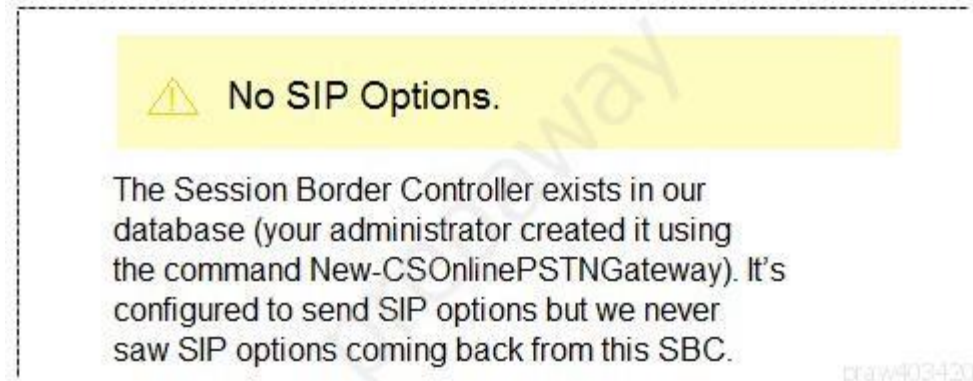 No SIP Options.
The Session Border Controller exists in our
database (your administrator created it using
the command New-CSOnlinePSTNGateway). It's
configured to send SIP options but we never
saw SIP options coming back from this SBC.